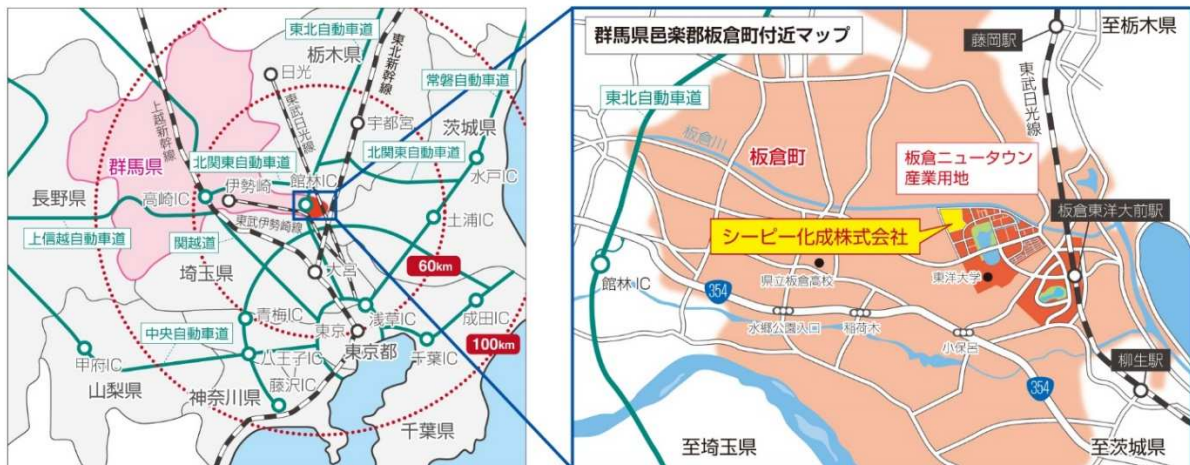 東北自動車道
栃木県
日光
東北新幹線
常磐自動車道
東武日光線
上越新幹線
宇都宮
茨城県
群馬県
北関東自動車道
北関東自動車道
伊勢崎
館林IC
水戸IC
長野県
高崎IC
東武伊勢崎線
土浦IC
上信越自動車道
関越道
埼玉県
大宮
60km
青梅IC
東京
浅草IC
成田IC
中央自動車道
100km
甲府IC
八王子IC
東京都
千葉IC
山梨県
藤沢IC
神奈川県
千葉県
群馬県邑楽郡板倉町付近マップ
至栃木県
藤岡駅
東北自動車道
東武日光線
板倉川
板倉町
板倉ニュータウン
産業用地
板倉東洋大前駅
シーピー化成株式会社
館林IC
県立板倉高校
東洋大学
354
水郷公園入口
稲荷木
小保呂
354
柳生駅
至埼玉県
至茨城県